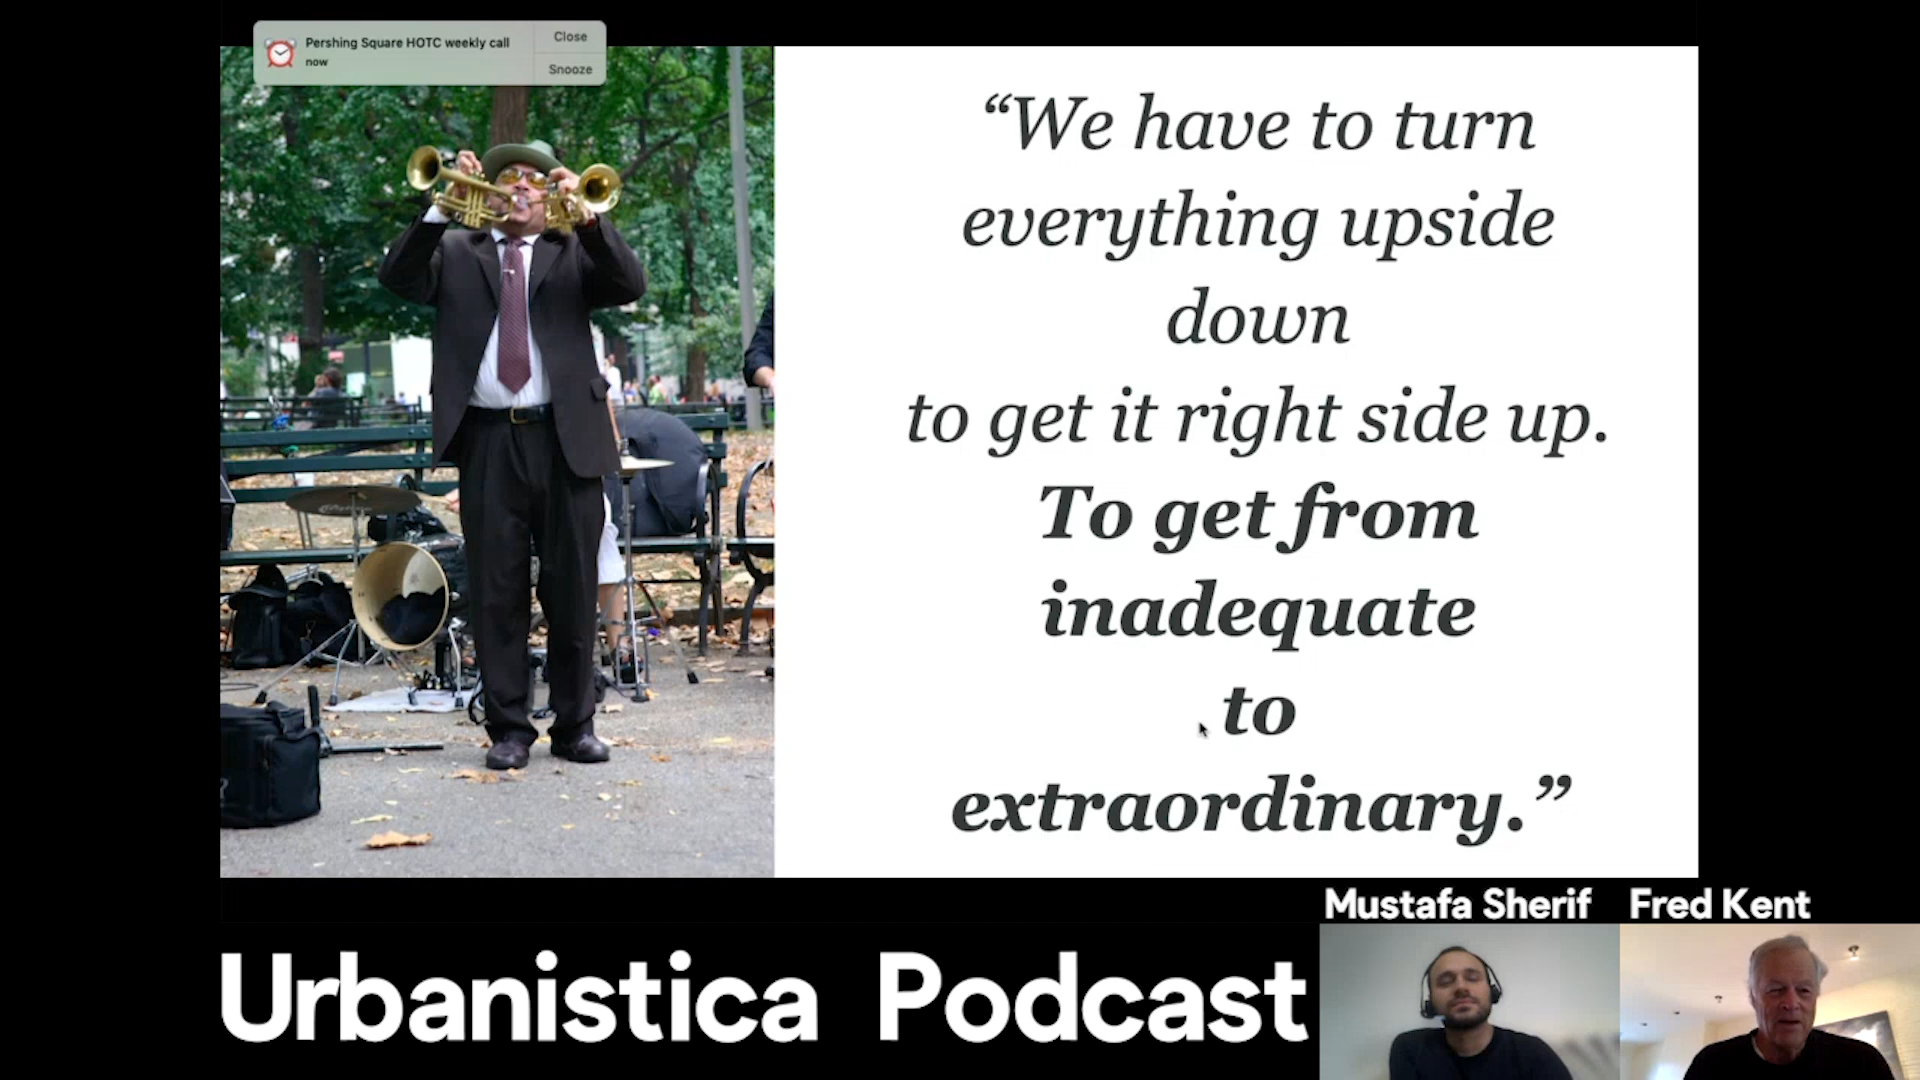 Pershing Square HOTC weekly call
now
Close
Snooze
“We have to turn
everything upside
down
to get it right side up.
To get from
inadequate
to
extraordinary.”
Mustafa Sherif
Fred Kent
Urbanistica Podcast